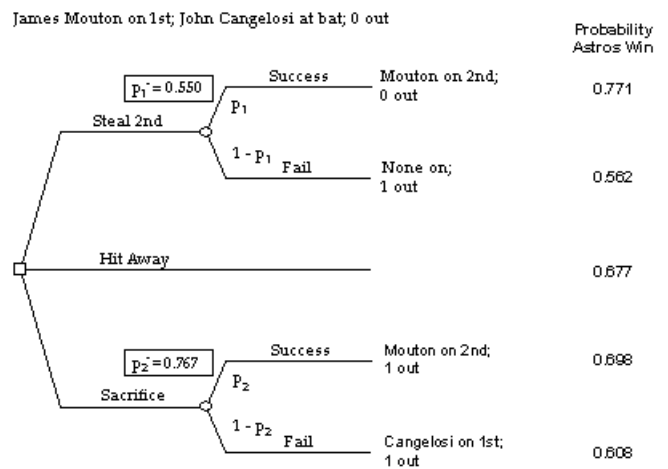 James Mouton on 1st; John Cangelosi at bat; 0 out
Probability
Astros Win
p₁⁻ = 0.550
Success
Mouton on 2nd;
0 out
0.771
p₁
Steal 2nd
1 - p₁
Fail
None on;
1 out
0.562
Hit Away
0.677
p₂⁻ = 0.767
Success
Mouton on 2nd;
1 out
0.698
p₂
Sacrifice
1 - p₂
Fail
Cangelosi on 1st;
1 out
0.608